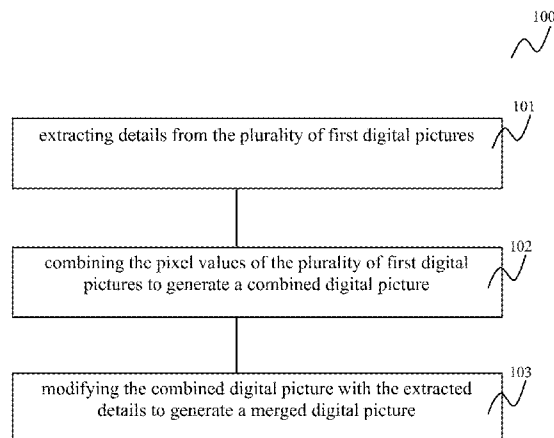 100
101
extracting details from the plurality of first digital pictures
102
combining the pixel values of the plurality of first digital
pictures to generate a combined digital picture
103
modifying the combined digital picture with the extracted
details to generate a merged digital picture